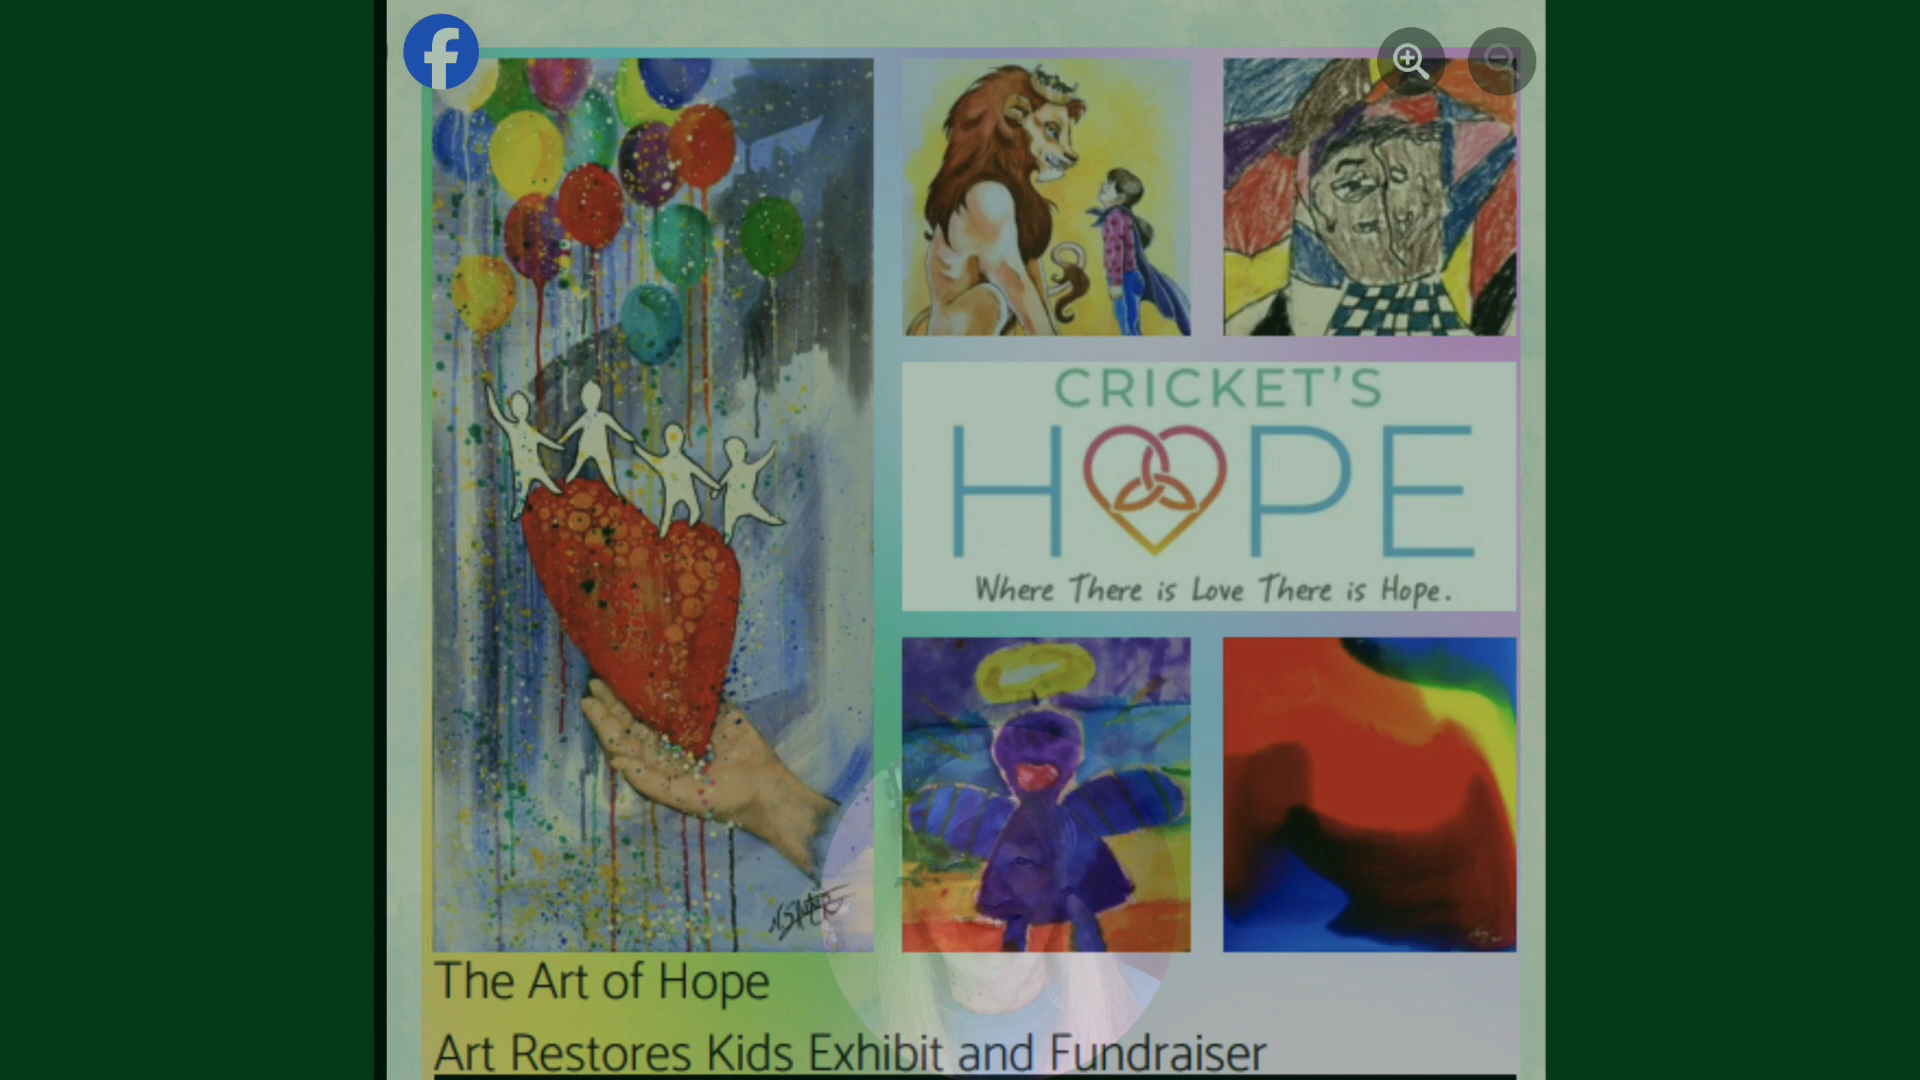 CRICKET'S
HOPE
Where There is Love There is Hope.
The Art of Hope
Art Restores Kids Exhibit and Fundraiser